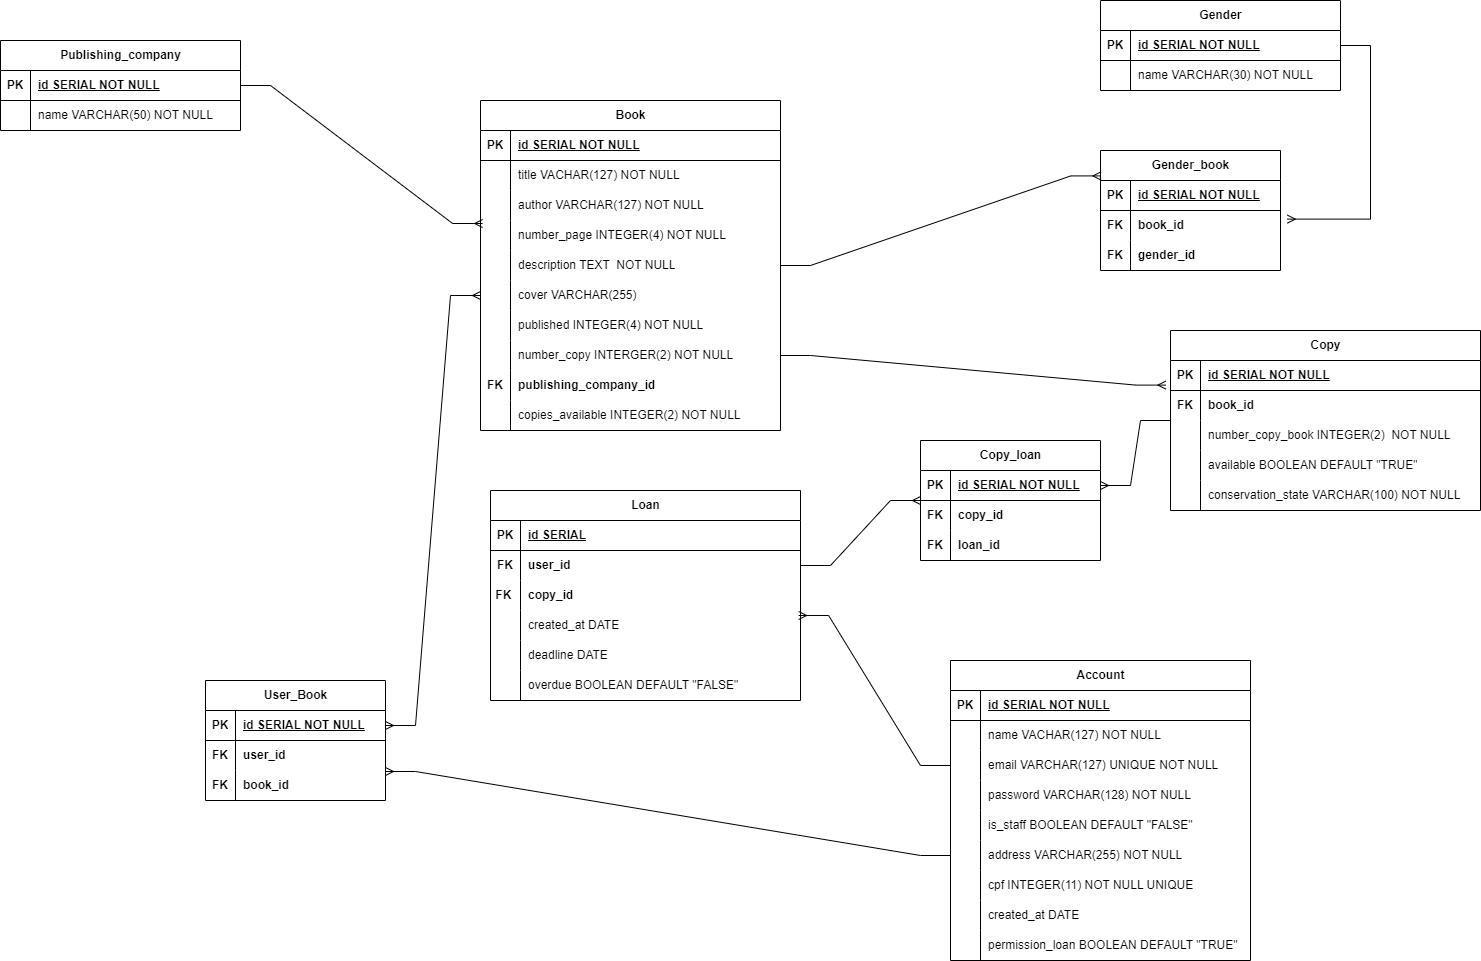 Publishing_company
PK id SERIAL NOT NULL
name VARCHAR(50) NOT NULL
Book
PK id SERIAL NOT NULL
title VACHAR(127) NOT NULL
author VARCHAR(127) NOT NULL
number_page INTEGER(4) NOT NULL
description TEXT  NOT NULL
cover VARCHAR(255)
published INTEGER(4) NOT NULL
number_copy INTERGER(2) NOT NULL
FK publishing_company_id
copies_available INTEGER(2) NOT NULL
Gender
PK id SERIAL NOT NULL
name VARCHAR(30) NOT NULL
Gender_book
PK id SERIAL NOT NULL
FK book_id
FK gender_id
Copy
PK id SERIAL NOT NULL
FK book_id
number_copy_book INTEGER(2)  NOT NULL
available BOOLEAN DEFAULT "TRUE"
conservation_state VARCHAR(100) NOT NULL
Copy_loan
PK id SERIAL NOT NULL
FK copy_id
FK loan_id
Loan
PK id SERIAL
FK user_id
FK copy_id
created_at DATE
deadline DATE
overdue BOOLEAN DEFAULT "FALSE"
User_Book
PK id SERIAL NOT NULL
FK user_id
FK book_id
Account
PK id SERIAL NOT NULL
name VACHAR(127) NOT NULL
email VARCHAR(127) UNIQUE NOT NULL
password VARCHAR(128) NOT NULL
is_staff BOOLEAN DEFAULT "FALSE"
address VARCHAR(255) NOT NULL
cpf INTEGER(11) NOT NULL UNIQUE
created_at DATE
permission_loan BOOLEAN DEFAULT "TRUE"